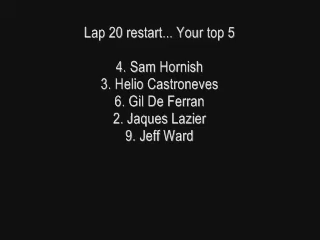 Lap 20 restart... Your top 5
4. Sam Hornish
3. Helio Castroneves
6. Gil De Ferran
2. Jaques Lazier
9. Jeff Ward